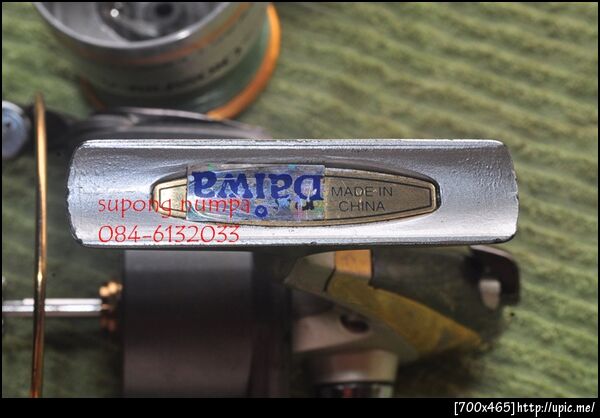 Daiwa
MADE IN
CHINA
supong numpa
084-6132033
[700x465]http://upic.me/